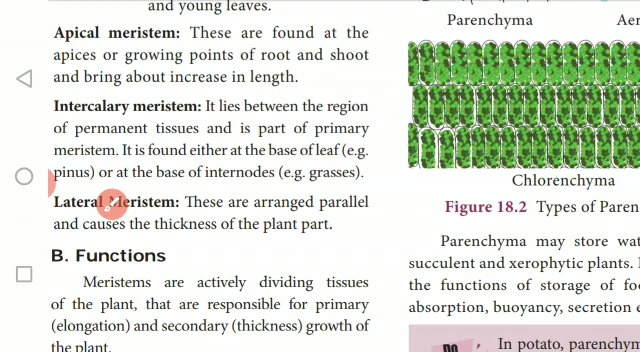 and young leaves.
Apical meristem: These are found at the
apices or growing points of root and shoot
and bring about increase in length.
Intercalary meristem: It lies between the region
of permanent tissues and is part of primary
meristem. It is found either at the base of leaf (e.g.
pinus) or at the base of internodes (e.g. grasses).
Lateral Meristem: These are arranged parallel
and causes the thickness of the plant part.
B. Functions
Meristems are actively dividing tissues
of the plant, that are responsible for primary
(elongation) and secondary (thickness) growth of
the plant.
Parenchyma
Aer
Chlorenchyma
Figure 18.2 Types of Paren
Parenchyma may store wat
succulent and xerophytic plants.
the functions of storage of fo
absorption, buoyancy, secretion e
In potato, parenchyn